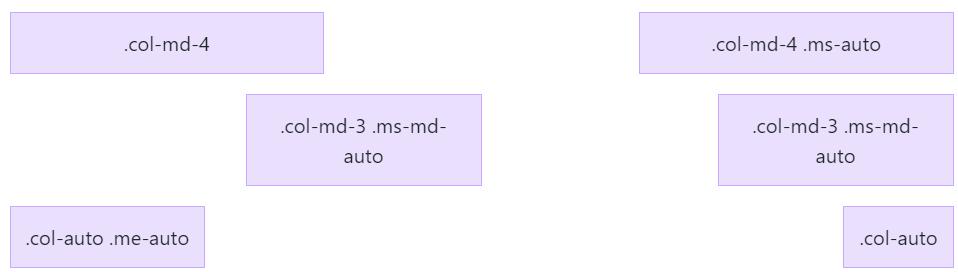 .col-md-4
.col-md-4 .ms-auto
.col-md-3 .ms-md-
auto
.col-md-3 .ms-md-
auto
.col-auto .me-auto
.col-auto